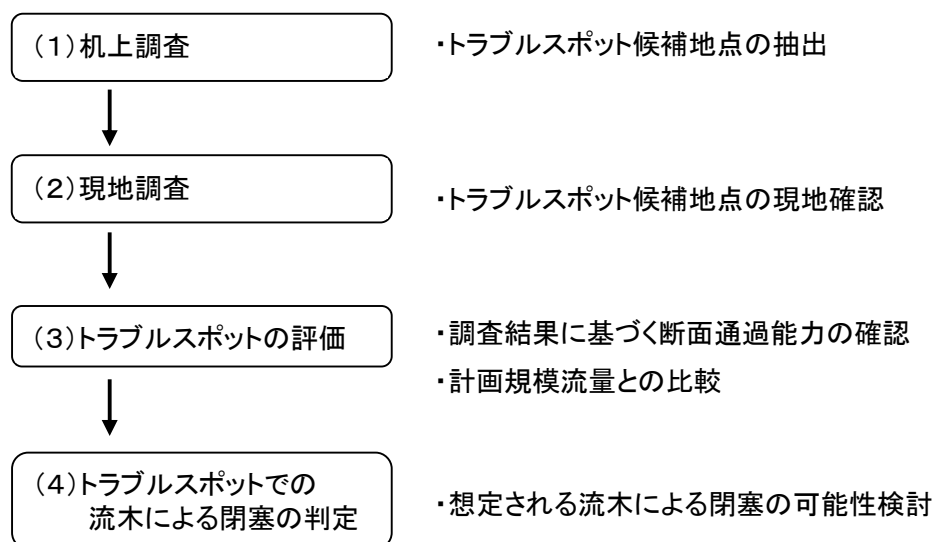 (1)机上調査
・トラブルスポット候補地点の抽出
(2)現地調査
・トラブルスポット候補地点の現地確認
(3)トラブルスポットの評価
・調査結果に基づく断面通過能力の確認
・計画規模流量との比較
(4)トラブルスポットでの
流木による閉塞の判定
・想定される流木による閉塞の可能性検討